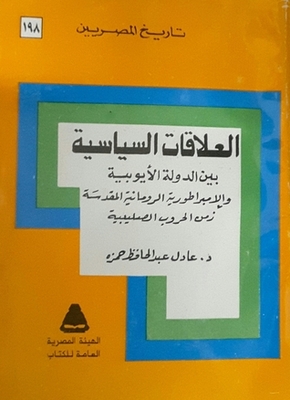 تاريخ المصريين
١٩٨
العلاقات السياسية
بين الدولة الأيوبية
والإمبراطورية الرومانية المقدسة
زمن الحروب الصليبية
د. عادل عبد الحافظ حمزه
الهيئة المصرية
العامة للكتاب